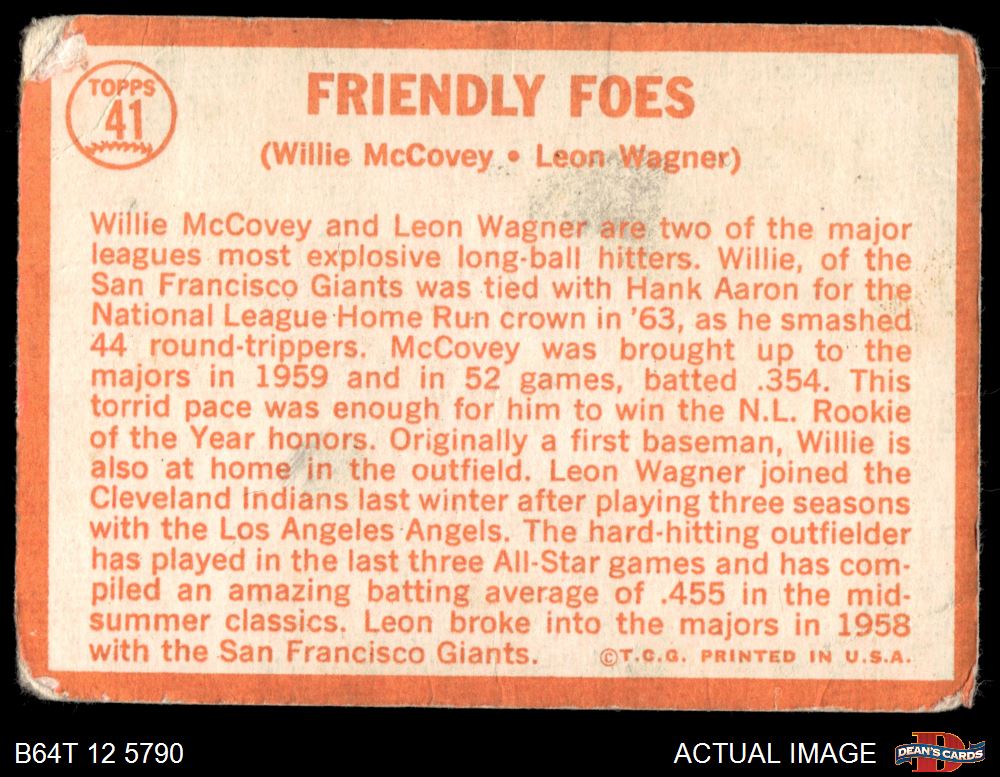 TOPPS
41
FRIENDLY FOES
(Willie McCovey • Leon Wagner)
Willie McCovey and Leon Wagner are two of the major
leagues most explosive long-ball hitters. Willie, of the
San Francisco Giants was tied with Hank Aaron for the
National League Home Run crown in '63, as he smashed
44 round-trippers. McCovey was brought up to the
majors in 1959 and in 52 games, batted .354. This
torrid pace was enough for him to win the N.L. Rookie
of the Year honors. Originally a first baseman, Willie is
also at home in the outfield. Leon Wagner joined the
Cleveland Indians last winter after playing three seasons
with the Los Angeles Angels. The hard-hitting outfielder
has played in the last three All-Star games and has com-
piled an amazing batting average of .455 in the mid-
summer classics. Leon broke into the majors in 1958
with the San Francisco Giants. ©T.C.G. PRINTED IN U.S.A.
B64T 12 5790
ACTUAL IMAGE
DEAN'S CARDS